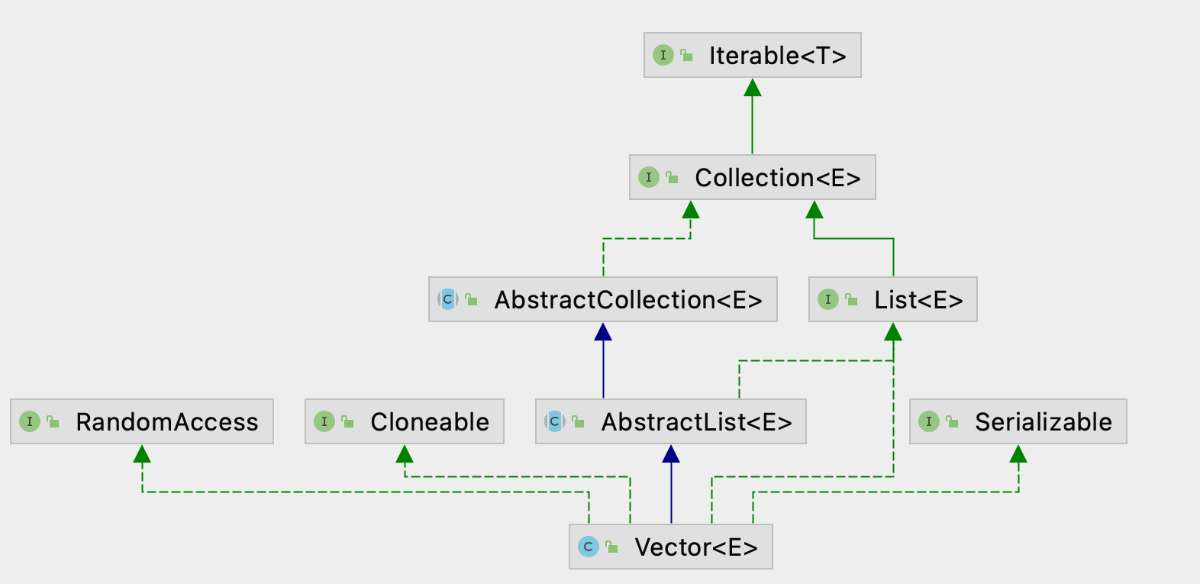 I Iterable<T>
I Collection<E>
C AbstractCollection<E>
I List<E>
I RandomAccess
I Cloneable
C AbstractList<E>
I Serializable
C Vector<E>